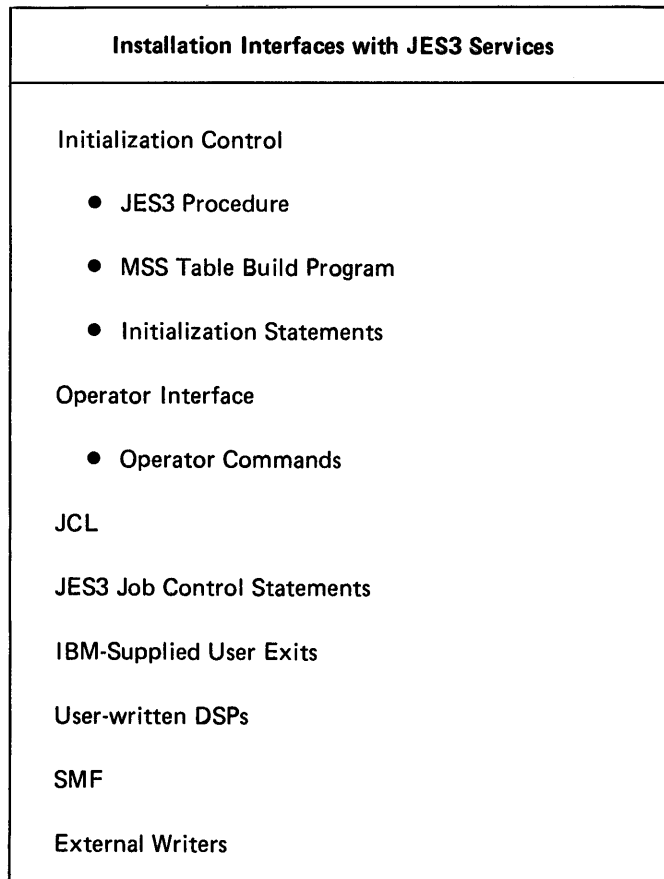 Installation Interfaces with JES3 Services
Initialization Control
● JES3 Procedure
● MSS Table Build Program
● Initialization Statements
Operator Interface
● Operator Commands
JCL
JES3 Job Control Statements
IBM-Supplied User Exits
User-written DSPs
SMF
External Writers